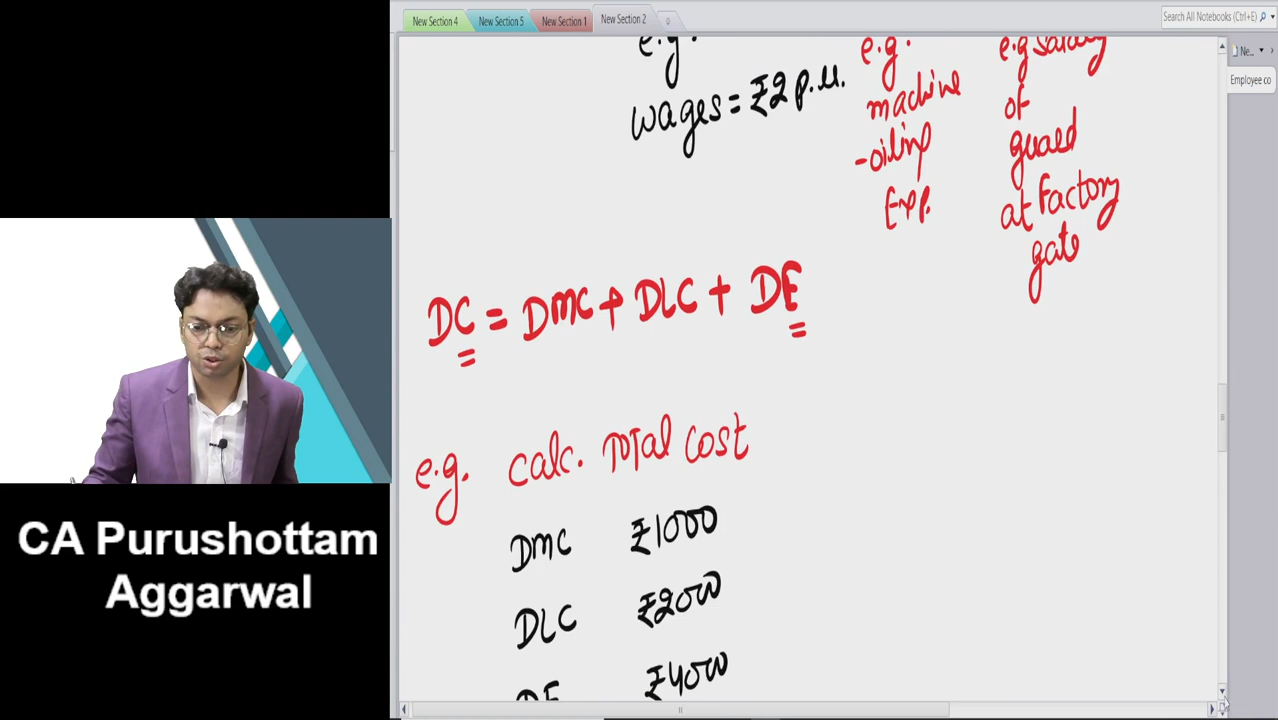 New Section 4 New Section 5 New Section 1 New Section 2
Search All Notebooks (Ctrl+E)
Ne...
Employee co
e.g.
wages = ₹2 p.u.
e.g.
machine
-oiling
Exp.
e.g salary
of
guard
at factory
gate
DC = DMC + DLC + DE
e.g. calc. Total cost
DMC ₹1000
DLC ₹2000
DE ₹4000
CA Purushottam
Aggarwal